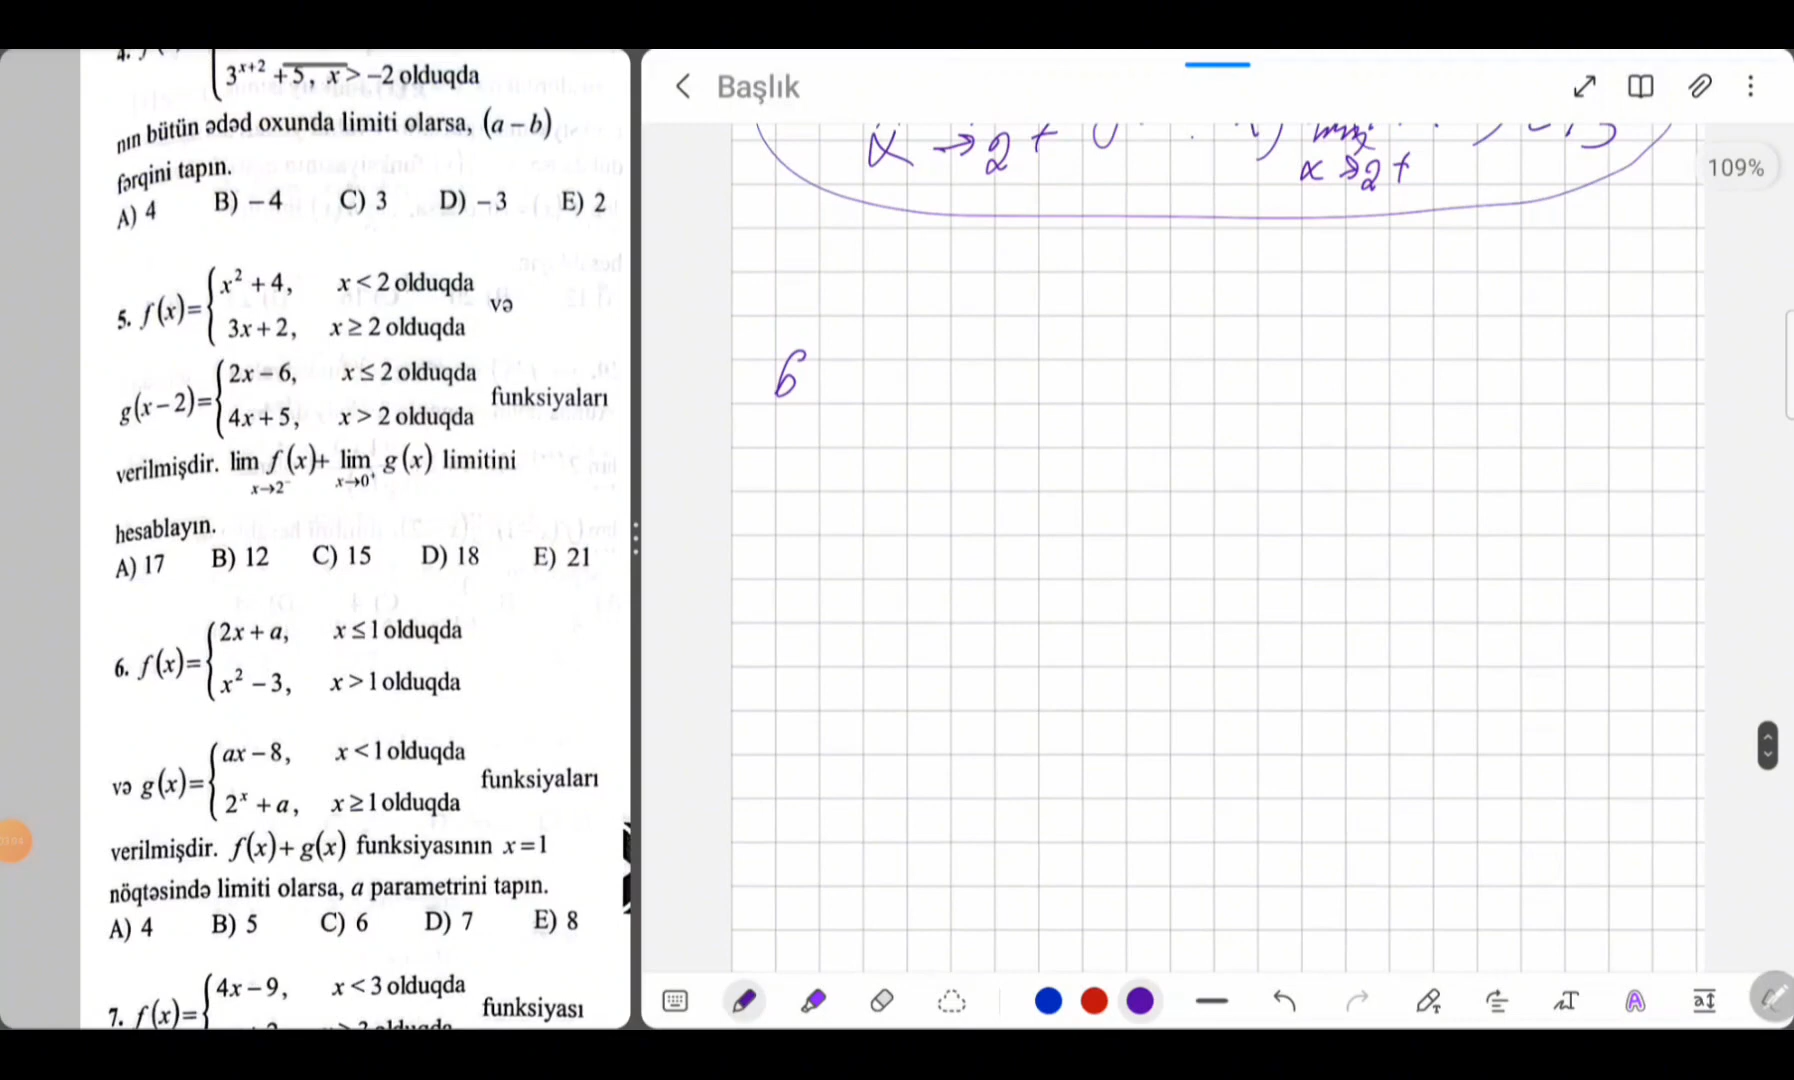 3^{x+2} + 5, x > −2 olduqda
nın bütün ədəd oxunda limiti olarsa, (a − b)
fərqini tapın.
A) 4 B) − 4 C) 3 D) − 3 E) 2
5. f(x) = { x² + 4, x < 2 olduqda
3x + 2, x ≥ 2 olduqda və
g(x − 2) = { 2x − 6, x ≤ 2 olduqda
4x + 5, x > 2 olduqda funksiyaları
verilmişdir. lim_{x→2⁻} f(x) + lim_{x→0⁺} g(x) limitini
hesablayın.
A) 17 B) 12 C) 15 D) 18 E) 21
6. f(x) = { 2x + a, x ≤ 1 olduqda
x² − 3, x > 1 olduqda
və g(x) = { ax − 8, x < 1 olduqda
2^x + a, x ≥ 1 olduqda funksiyaları
verilmişdir. f(x) + g(x) funksiyasının x = 1
nöqtəsində limiti olarsa, a parametrini tapın.
A) 4 B) 5 C) 6 D) 7 E) 8
7. f(x) = { 4x − 9, x < 3 olduqda
funksiyası
Başlık
109%
x → 2 +
x → 2 +
6